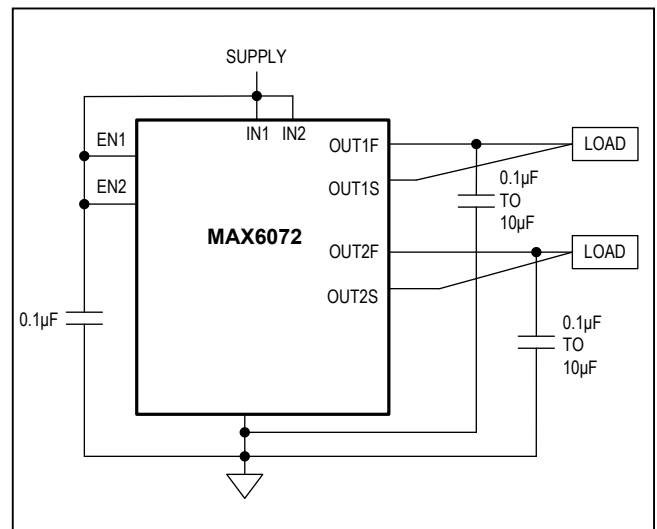 SUPPLY
EN1
IN1 IN2
OUT1F
LOAD
EN2
OUT1S
0.1µF
TO
10µF
MAX6072
OUT2F
LOAD
OUT2S
0.1µF
0.1µF
TO
10µF